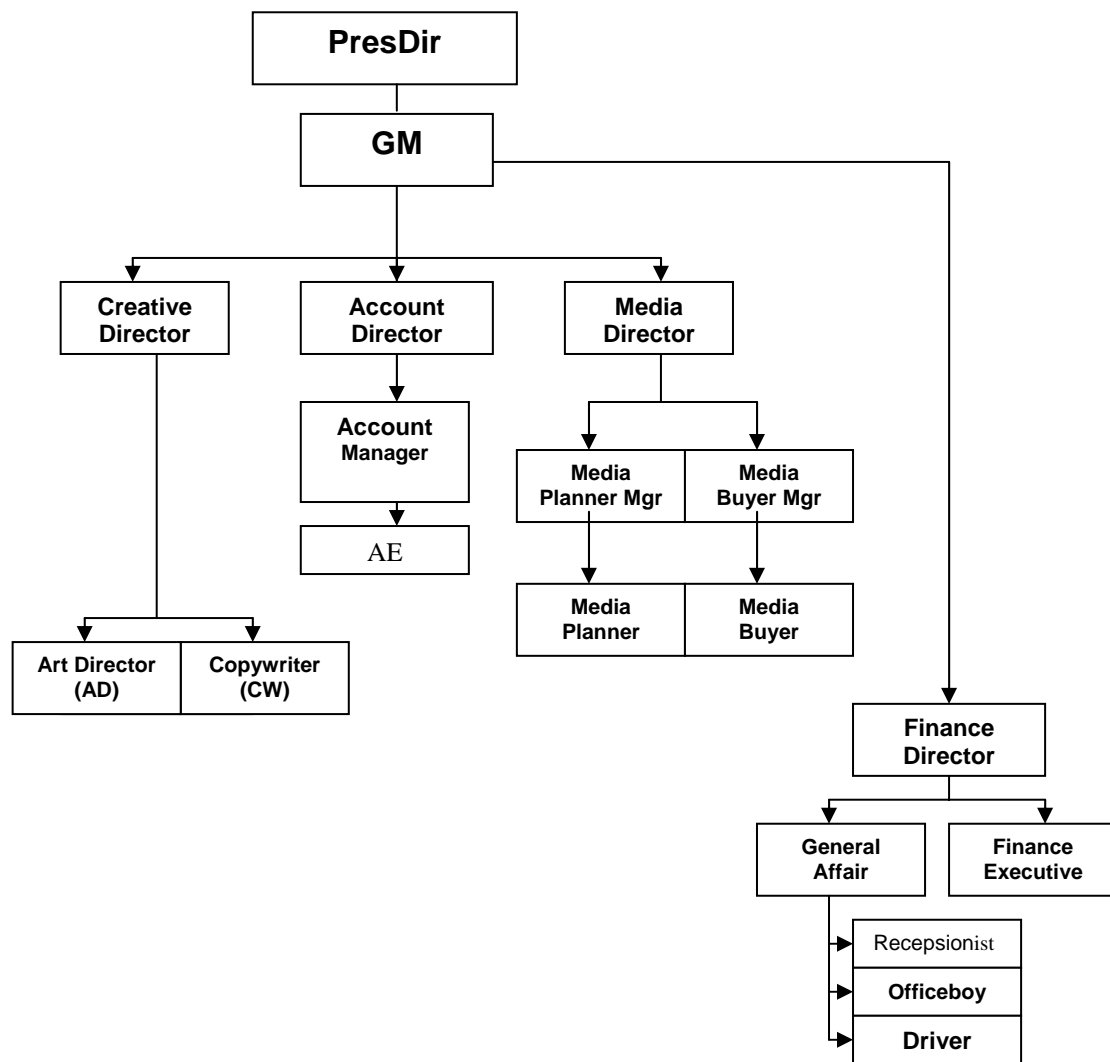 PresDir
GM
Creative
Director
Account
Director
Media
Director
Account
Manager
AE
Media
Planner Mgr
Media
Buyer Mgr
Media
Planner
Media
Buyer
Art Director
(AD)
Copywriter
(CW)
Finance
Director
General
Affair
Finance
Executive
Recepsionist
Officeboy
Driver